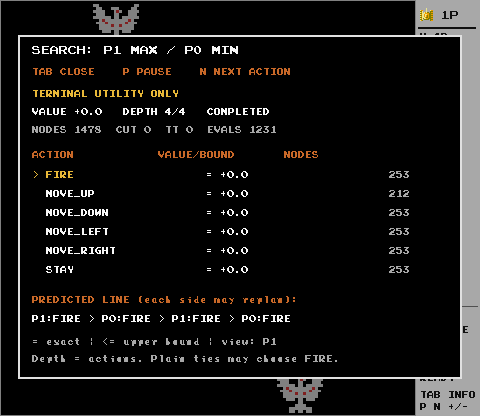 1P
SEARCH: P1 MAX / P0 MIN
TAB CLOSE P PAUSE N NEXT ACTION
TERMINAL UTILITY ONLY
VALUE +0.0 DEPTH 4/4 COMPLETED
NODES 1478 CUT 0 TT 0 EVALS 1231
ACTION VALUE/BOUND NODES
> FIRE = +0.0 253
MOVE_UP = +0.0 212
MOVE_DOWN = +0.0 253
MOVE_LEFT = +0.0 253
MOVE_RIGHT = +0.0 253
STAY = +0.0 253
PREDICTED LINE (each side may replan):
P1:FIRE > P0:FIRE > P1:FIRE > P0:FIRE
= exact | <= upper bound | view: P1
Depth = actions. Plain ties may choose FIRE.
TAB INFO
P N +/-